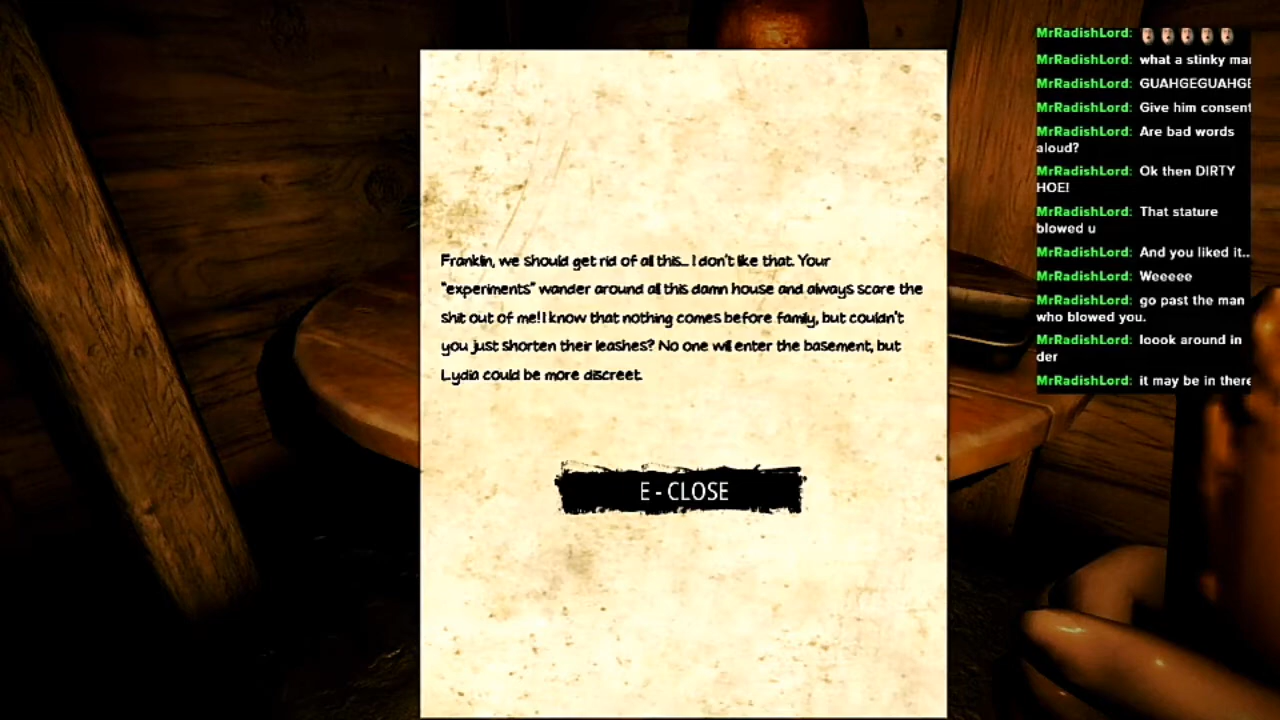 Franklin, we should get rid of all this... I don't like that. Your
"experiments" wander around all this damn house and always scare the
shit out of me! I know that nothing comes before family, but couldn't
you just shorten their leashes? No one will enter the basement, but
Lydia could be more discreet.
E - CLOSE
MrRadishLord:
MrRadishLord: what a stinky mar
MrRadishLord: GUAHGEGUAHGE
MrRadishLord: Give him consent
MrRadishLord: Are bad words
aloud?
MrRadishLord: Ok then DIRTY
HOE!
MrRadishLord: That stature
blowed u
MrRadishLord: And you liked it..
MrRadishLord: Weeeee
MrRadishLord: go past the man
who blowed you.
MrRadishLord: loook around in
der
MrRadishLord: it may be in there